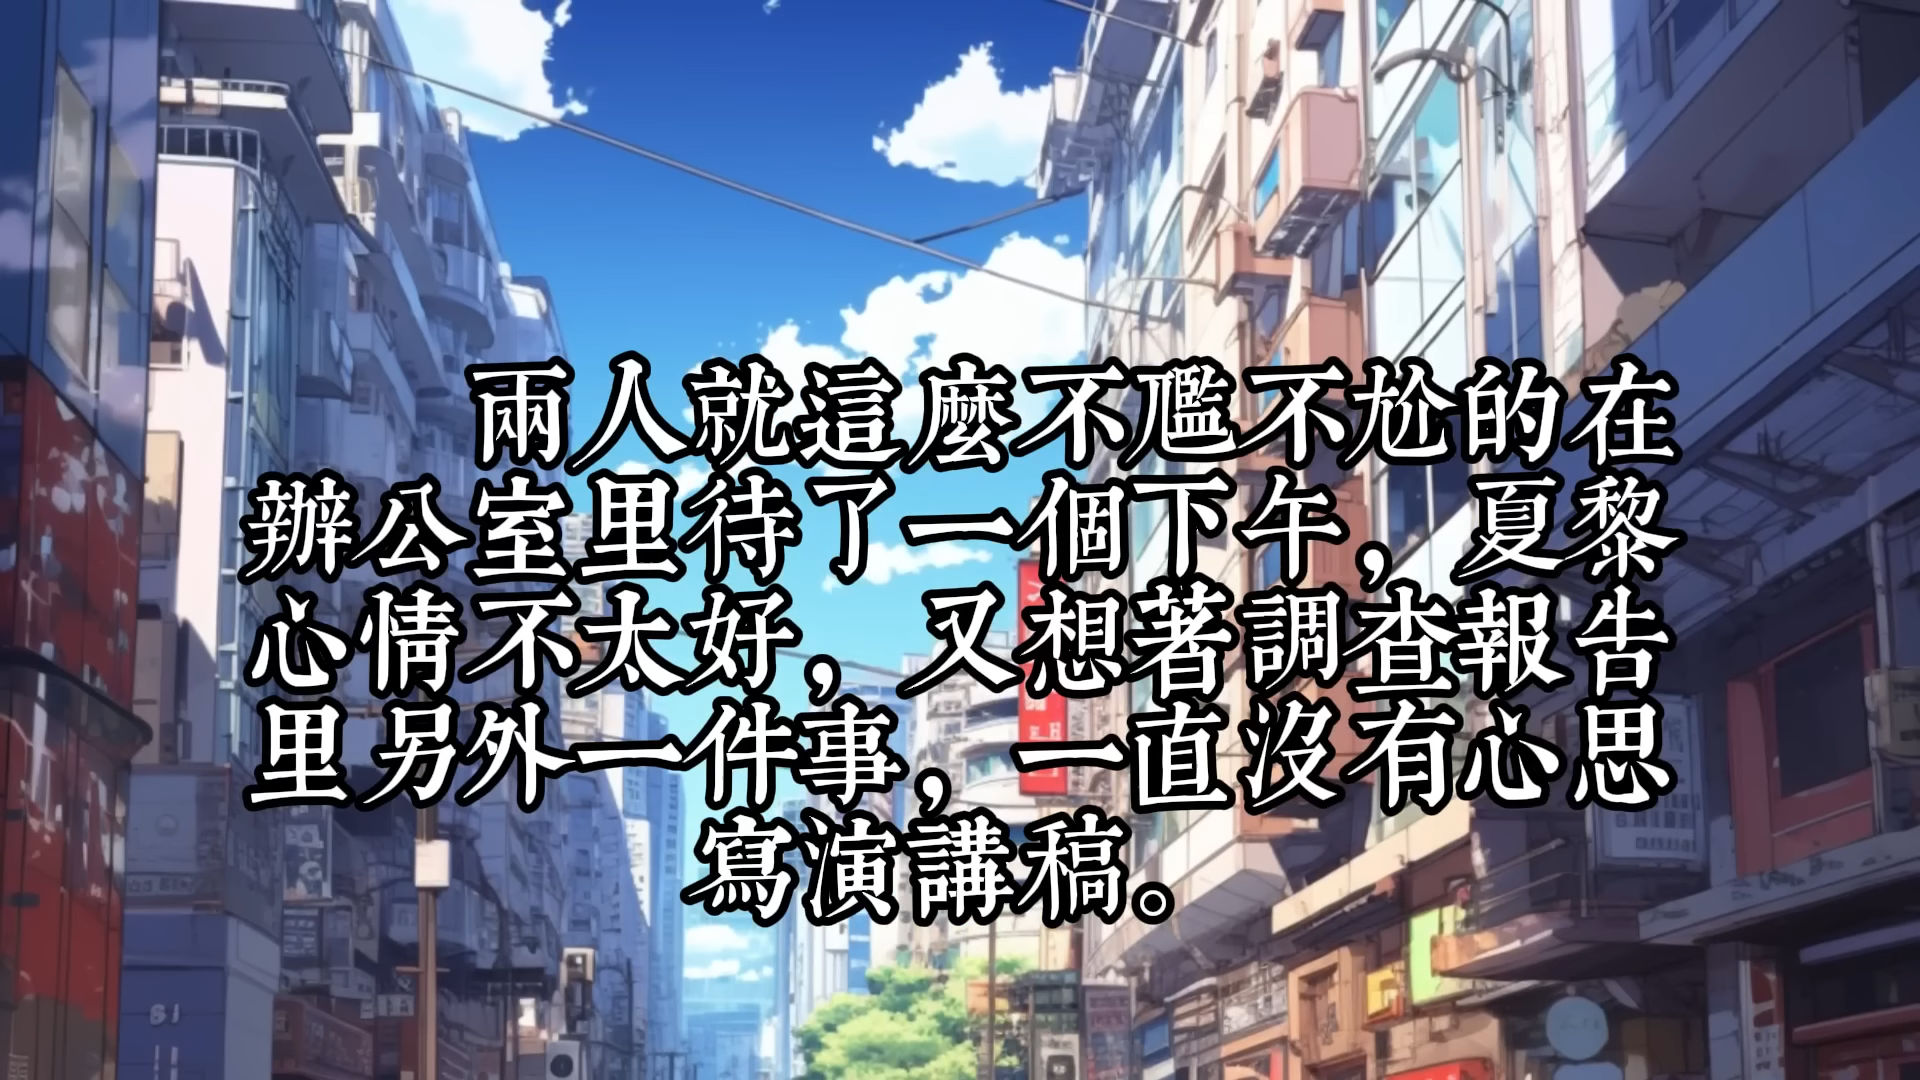 兩人就這麼不尷不尬的在
辦公室里待了一個下午，夏黎
心情不太好，又想著調查報告
里另外一件事，一直沒有心思
寫演講稿。